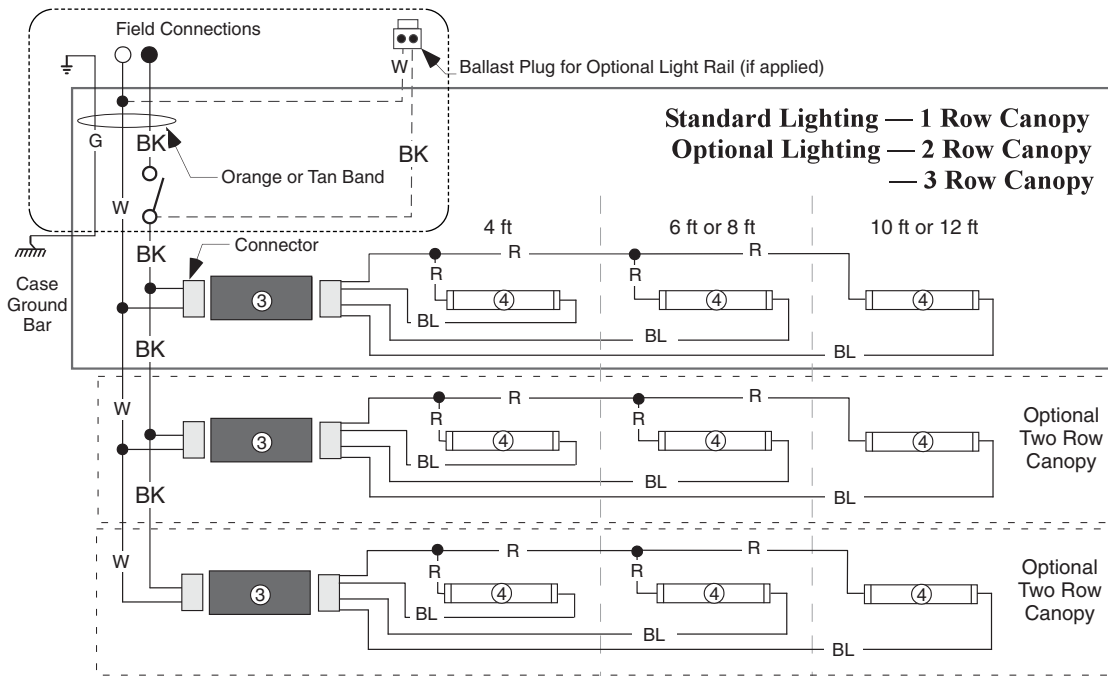 Field Connections
W
Ballast Plug for Optional Light Rail (if applied)
Standard Lighting — 1 Row Canopy
Optional Lighting — 2 Row Canopy
— 3 Row Canopy
G
BK
BK
Orange or Tan Band
W
4 ft
6 ft or 8 ft
10 ft or 12 ft
Connector
BK
Case
Ground
Bar
R
R
R
R
3
4
4
4
BL
BL
BL
BK
W
R
R
R
R
3
4
4
4
BL
BL
BL
Optional
Two Row
Canopy
BK
W
R
R
R
R
3
4
4
4
BL
BL
BL
Optional
Two Row
Canopy